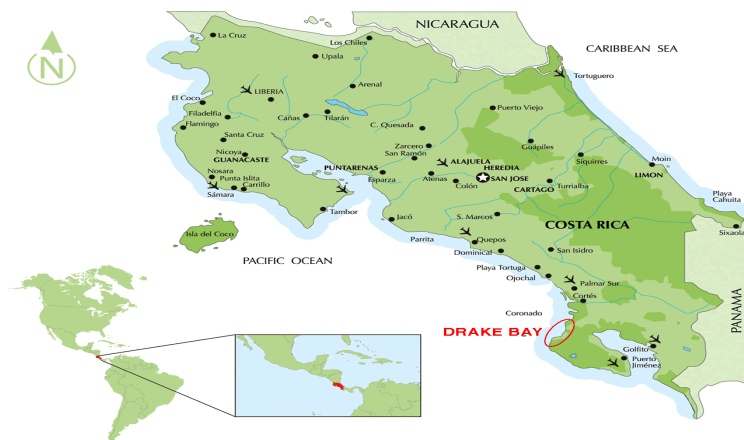 NICARAGUA
La Cruz
Los Chiles
CARIBBEAN SEA
N
Upala
Tortuguero
Arenal
LIBERIA
El Coco
Puerto Viejo
Filadelfia
Cañas
Tilarán
Flamingo
C. Quesada
Santa Cruz
Zarcero
Guápiles
Nicoya
San Ramón
Siquirres
GUANACASTE
ALAJUELA
Moin
PUNTARENAS
HEREDIA
Nosara
Esparza
Atenas
SAN JOSE
LIMON
Punta Islita
Colón
CARTAGO
Turrialba
Carrillo
Sámara
Playa
Cahuita
Tambor
Jacó
S. Marcos
COSTA RICA
Isla del Coco
Parrita
Quepos
Sixaola
Dominical
San Isidro
PACIFIC OCEAN
Playa Tortuga
Ojochal
Palmar Sur
Cortés
Coronado
PANAMA
DRAKE BAY
Golfito
Puerto
Jiménez